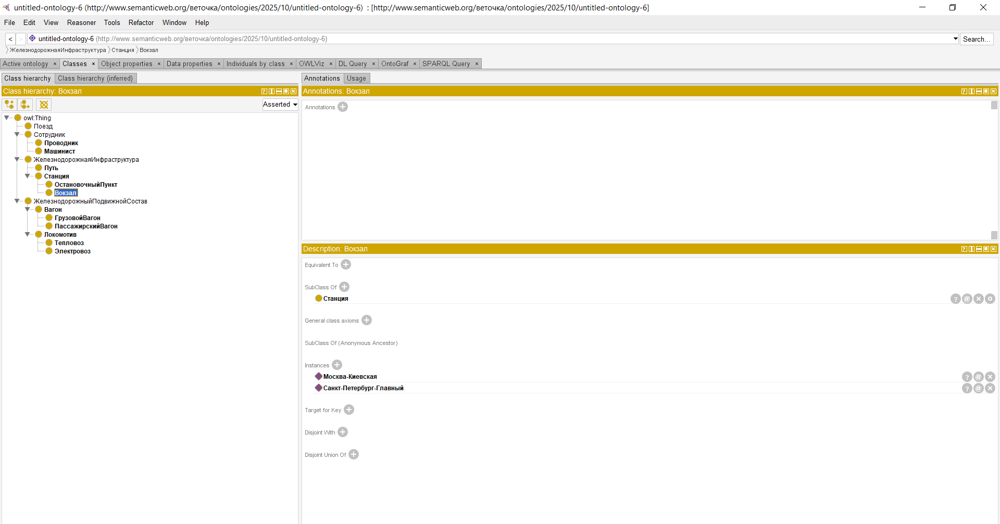 untitled-ontology-6 (http://www.semanticweb.org/веточка/ontologies/2025/10/untitled-ontology-6) : [http://www.semanticweb.org/веточка/ontologies/2025/10/untitled-ontology-6]
File Edit View Reasoner Tools Refactor Window Help
< > untitled-ontology-6 (http://www.semanticweb.org/веточка/ontologies/2025/10/untitled-ontology-6) Search...
ЖелезнодорожнаяИнфраструктура Станция Вокзал
Active ontology × Classes × Object properties × Data properties × Individuals by class × OWLViz × DL Query × OntoGraf × SPARQL Query ×
Class hierarchy Class hierarchy (inferred)
Class hierarchy: Вокзал
Asserted
owl:Thing
Поезд
Сотрудник
Проводник
Машинист
ЖелезнодорожнаяИнфраструктура
Путь
Станция
ОстановочныйПункт
Вокзал
ЖелезнодорожныйПодвижнойСостав
Вагон
ГрузовойВагон
ПассажирскийВагон
Локомотив
Тепловоз
Электровоз
Annotations Usage
Annotations: Вокзал
Annotations
Description: Вокзал
Equivalent To
SubClass Of
Станция
General class axioms
SubClass Of (Anonymous Ancestor)
Instances
Москва-Киевская
Санкт-Петербург-Главный
Target for Key
Disjoint With
Disjoint Union Of